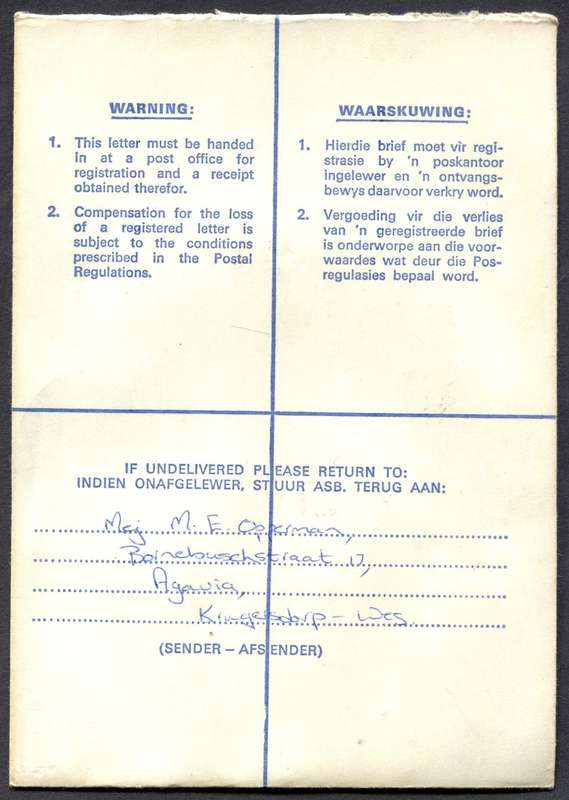 WARNING:
1. This letter must be handed
in at a post office for
registration and a receipt
obtained therefor.
2. Compensation for the loss
of a registered letter is
subject to the conditions
prescribed in the Postal
Regulations.
WAARSKUWING:
1. Hierdie brief moet vir regi-
strasie by 'n poskantoor
ingelewer en 'n ontvangs-
bewys daarvoor verkry word.
2. Vergoeding vir die verlies
van 'n geregistreerde brief
is onderworpe aan die voor-
waardes wat deur die Pos-
regulasies bepaal word.
IF UNDELIVERED PLEASE RETURN TO:
INDIEN ONAFGELEWER, STUUR ASB. TERUG AAN:
Mej M. E. Opperman,
Bornebuschstraat 17,
Agavia,
Krugersdorp - Wes.
(SENDER – AFSENDER)